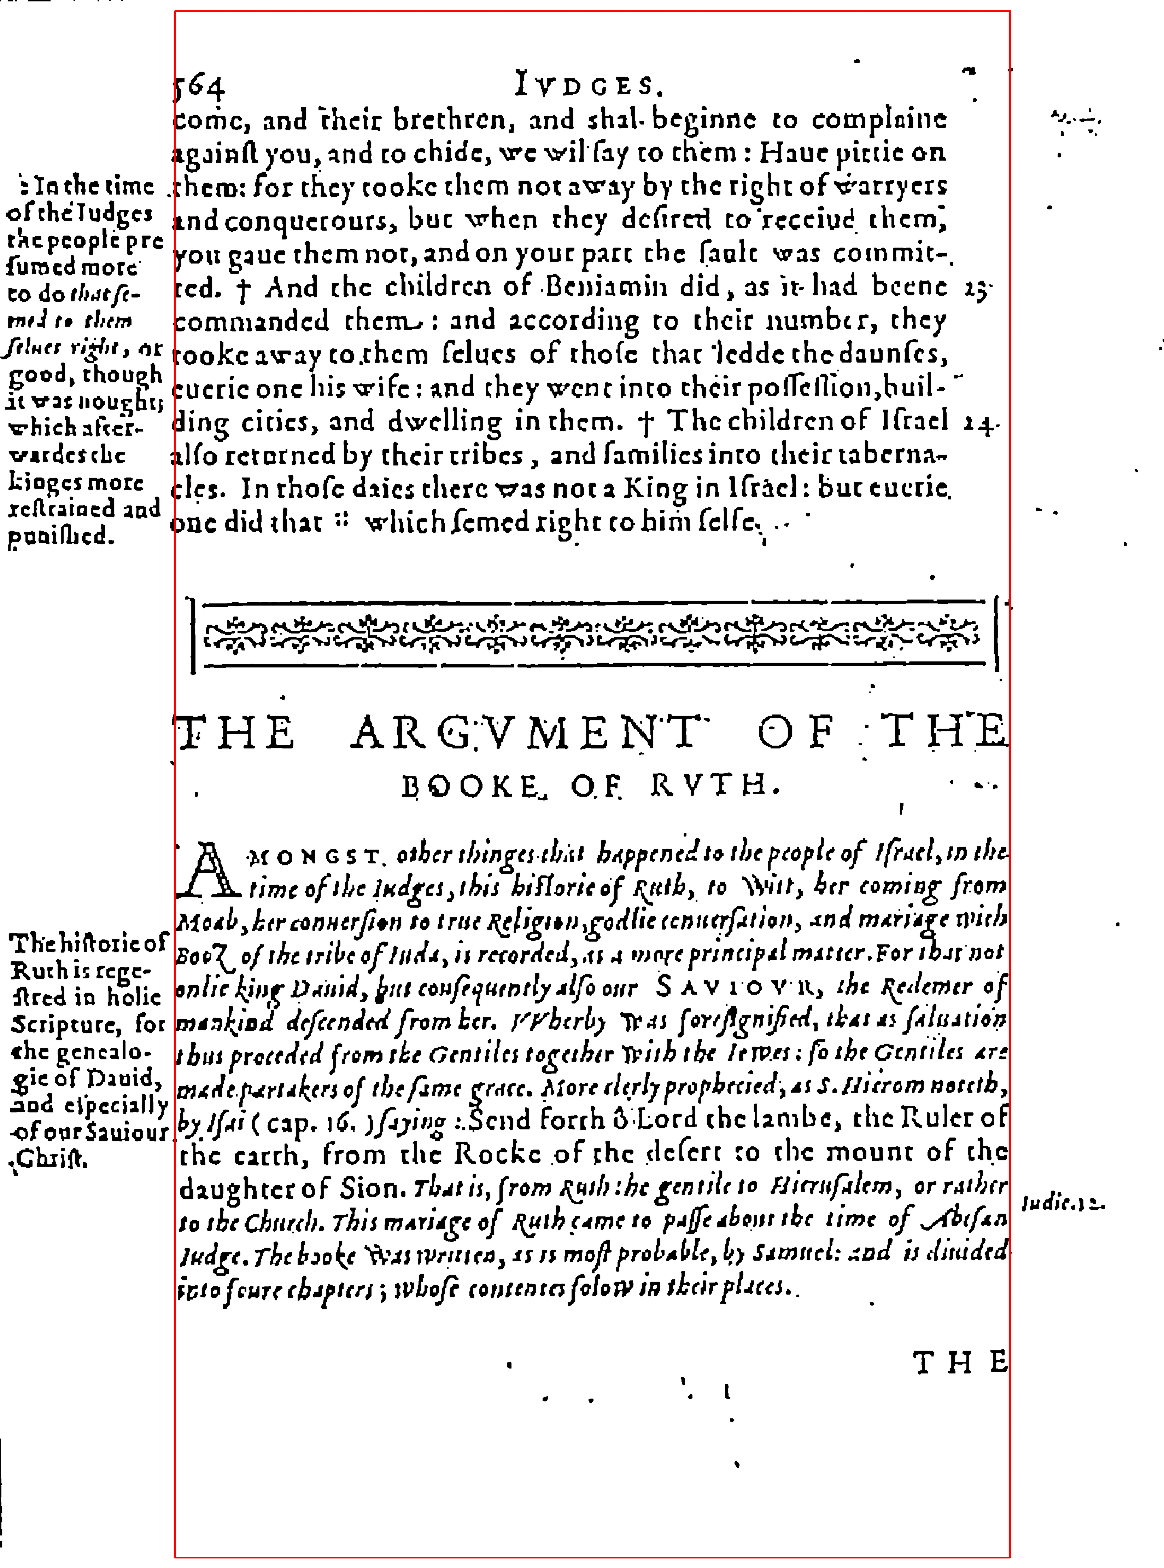 564 IVDGES.
come, and their brethren, and shal beginne to complaine
againſt you, and to chide, we wil ſay to them: Haue pittie on
them: for they tooke them not away by the right of warryers
and conquerours, but when they deſired to receiue them,
you gaue them not, and on your part the fault was commit-
ted. † And the children of Beniamin did, as it had beene 23
commanded them: and according to their number, they
tooke away to them ſelues of thoſe that ledde the daunſes,
euerie one his wife: and they went into their poſſeſſion, buil-
ding cities, and dwelling in them. † The children of Iſrael 24.
alſo returned by their tribes, and families into their taberna-
cles. In thoſe daies there was not a King in Iſrael: but euerie
one did that :: which ſemed right to him ſelfe.
: In the time
of the Iudges
the people pre
ſumed more
to do that ſe-
med to them
ſelues right, or
good, though
it was nought;
which after-
wardes the
kinges more
reſtrained and
puniſhed.
THE ARGVMENT OF THE
BOOKE OF RVTH.
AMONGST other thinges that happened to the people of Iſrael, in the
time of the Iudges, this hiſtorie of Ruth, to Witt, her coming from
Moab, her conuerſion to true Religion, godlie conuerſation, and mariage with
Booz of the tribe of Iuda, is recorded, as a more principal matter. For that not
onlie king Dauid, but conſequently alſo our SAVIOVR, the Redemer of
mankind deſcended from her. VVherby Was foreſignified, that as ſaluation
thus proceded from the Gentiles together With the Iewes: ſo the Gentiles are
made partakers of the ſame grace. More clerly prophecied, as S. Hierom noteth,
by Iſai (cap. 16.) ſaying: Send forth ô Lord the lambe, the Ruler of
the earth, from the Rocke of the deſert to the mount of the
daughter of Sion. That is, from Ruth the gentile to Hieruſalem, or rather
to the Church. This mariage of Ruth came to paſſe about the time of Abeſan
Iudge. The booke Was written, as is moſt probable, by Samuel: and is diuided
into foure chapters; whoſe contentes folow in their places.
The hiſtorie of
Ruth is rege-
ſtred in holie
Scripture, for
the genealo-
gie of Dauid,
and eſpecially
of our Sauiour
Chriſt.
Iudic. 12.
THE